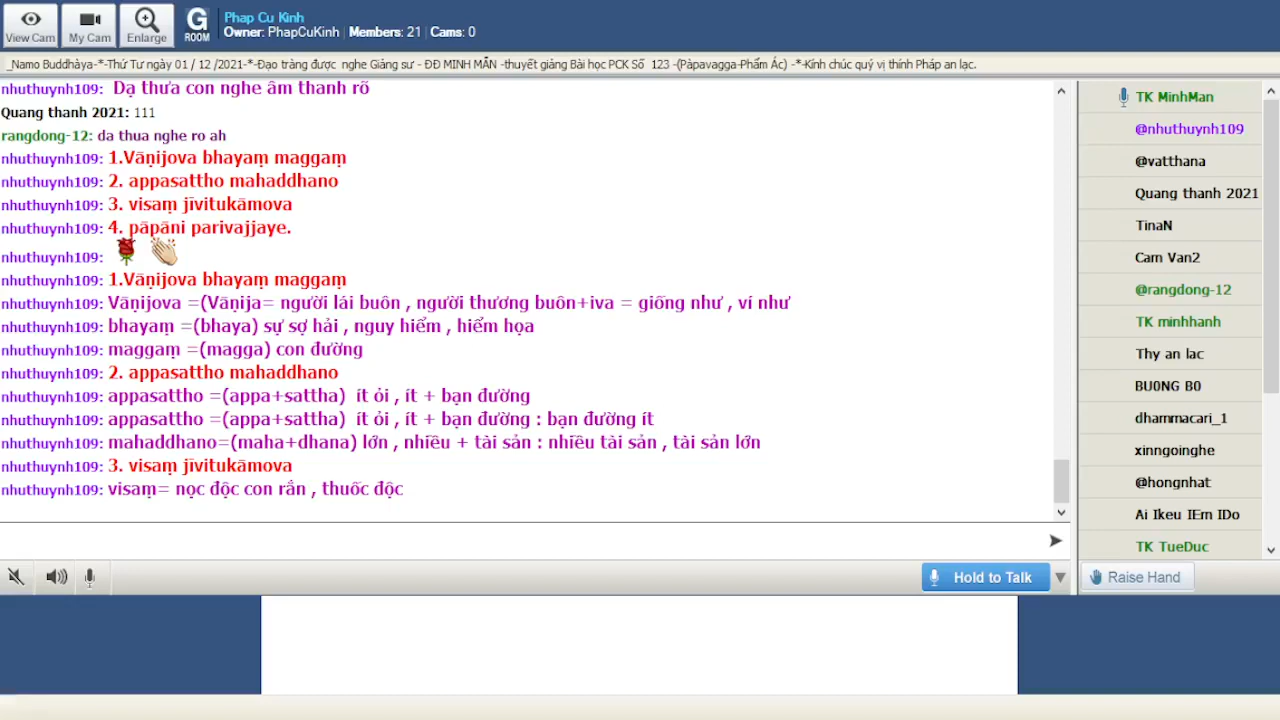 View Cam
My Cam
Enlarge
G
ROOM
Phap Cu Kinh
Owner: PhapCuKinh | Members: 21 | Cams: 0
_Namo Buddhàya-*-Thứ Tư ngày 01 / 12 /2021-*-Đạo tràng được nghe Giảng sư - ĐĐ MINH MẪN -thuyết giảng Bài học PCK Số 123 -(Pàpavagga-Phẩm Ác) -*-Kính chúc quý vị thính Pháp an lạc.
nhuthuynh109: Dạ thưa con nghe âm thanh rõ
Quang thanh 2021: 111
rangdong-12: da thua nghe ro ah
nhuthuynh109: 1.Vāṇijova bhayaṃ maggaṃ
nhuthuynh109: 2. appasattho mahaddhano
nhuthuynh109: 3. visaṃ jīvitukāmova
nhuthuynh109: 4. pāpāni parivajjaye.
nhuthuynh109:
nhuthuynh109: 1.Vāṇijova bhayaṃ maggaṃ
nhuthuynh109: Vāṇijova =(Vāṇija= người lái buôn , người thương buôn+iva = giống như , ví như
nhuthuynh109: bhayaṃ =(bhaya) sự sợ hải , nguy hiểm , hiểm họa
nhuthuynh109: maggaṃ =(magga) con đường
nhuthuynh109: 2. appasattho mahaddhano
nhuthuynh109: appasattho =(appa+sattha) ít ỏi , ít + bạn đường
nhuthuynh109: appasattho =(appa+sattha) ít ỏi , ít + bạn đường : bạn đường ít
nhuthuynh109: mahaddhano=(maha+dhana) lớn , nhiều + tài sản : nhiều tài sản , tài sản lớn
nhuthuynh109: 3. visaṃ jīvitukāmova
nhuthuynh109: visaṃ= nọc độc con rắn , thuốc độc
TK MinhMan
@nhuthuynh109
@vatthana
Quang thanh 2021
TinaN
Cam Van2
@rangdong-12
TK minhhanh
Thy an lac
BU0NG B0
dhammacari_1
xinngoinghe
@hongnhat
Ai Ikeu IEm IDo
TK TueDuc
Hold to Talk
Raise Hand